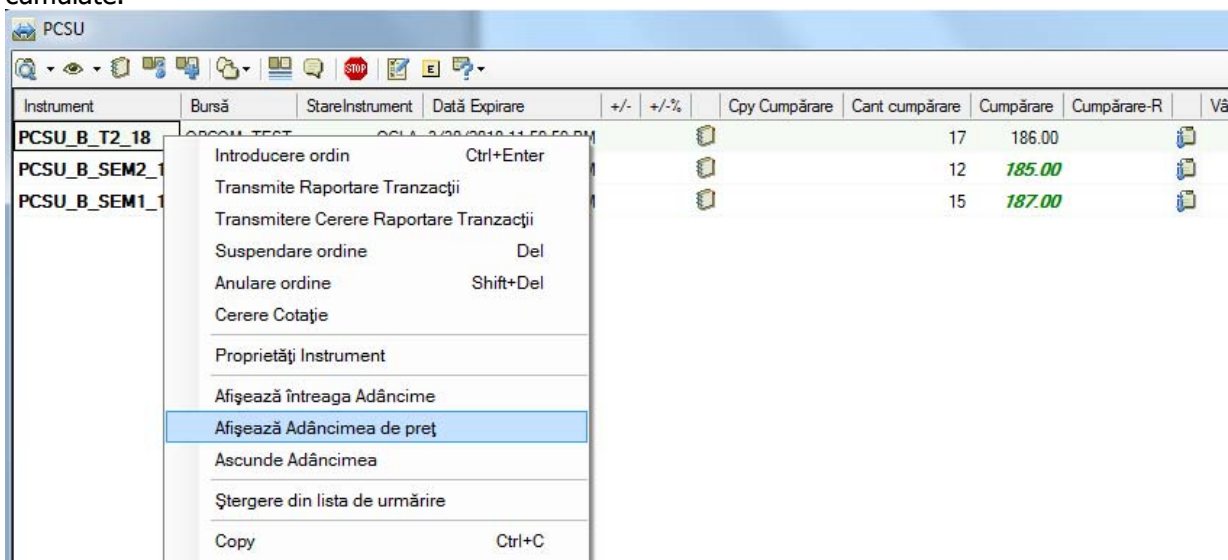 cumulate.
PCSU
STOP E
Instrument Bursă StareInstrument Dată Expirare +/- +/-% Cpy Cumpărare Cant cumpărare Cumpărare Cumpărare-R Vâ
PCSU_B_T2_18 17 186.00
PCSU_B_SEM2_1 12 185.00
PCSU_B_SEM1_1 15 187.00
Introducere ordin Ctrl+Enter
Transmite Raportare Tranzacţii
Transmitere Cerere Raportare Tranzacţii
Suspendare ordine Del
Anulare ordine Shift+Del
Cerere Cotaţie
Proprietăţi Instrument
Afişează întreaga Adâncime
Afişează Adâncimea de preţ
Ascunde Adâncimea
Ştergere din lista de urmărire
Copy Ctrl+C